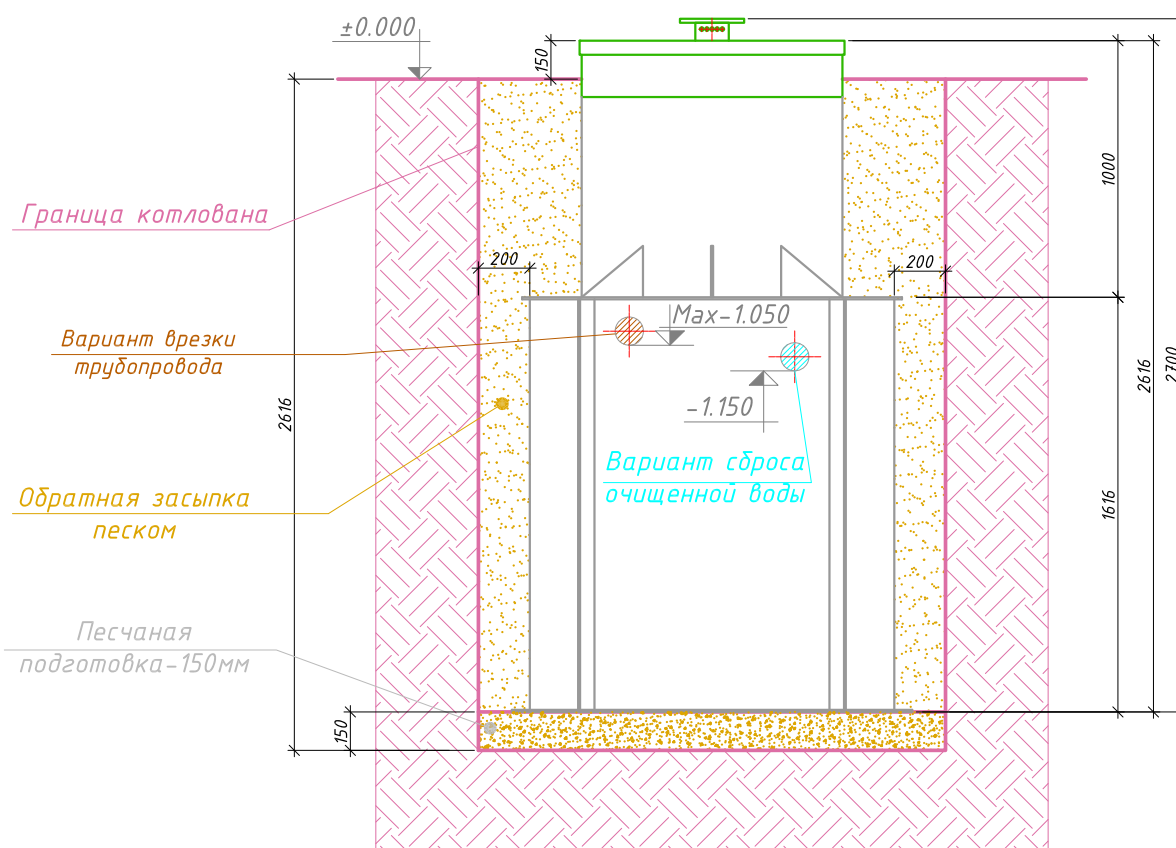 ±0.000
150
1000
Граница котлована
200
200
Max-1.050
Вариант врезки
трубопровода
2616
2616
2700
-1.150
Вариант сброса
очищенной воды
Обратная засыпка
песком
1616
Песчаная
подготовка-150мм
150